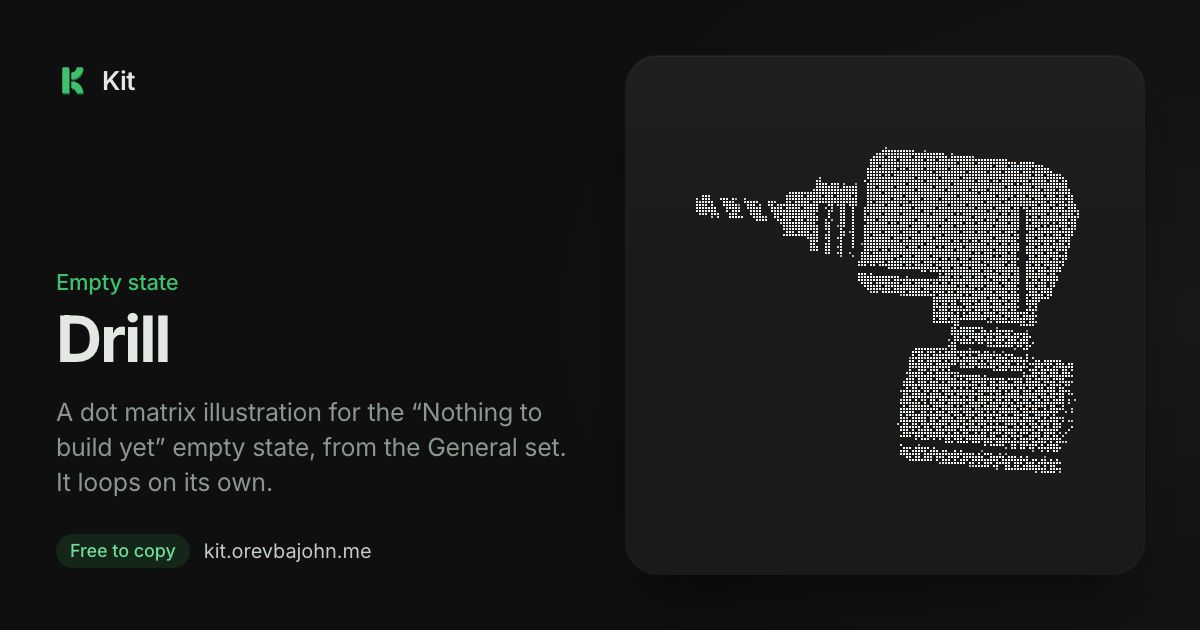 Kit
Empty state
Drill
A dot matrix illustration for the “Nothing to
build yet” empty state, from the General set.
It loops on its own.
Free to copy
kit.orevbajohn.me